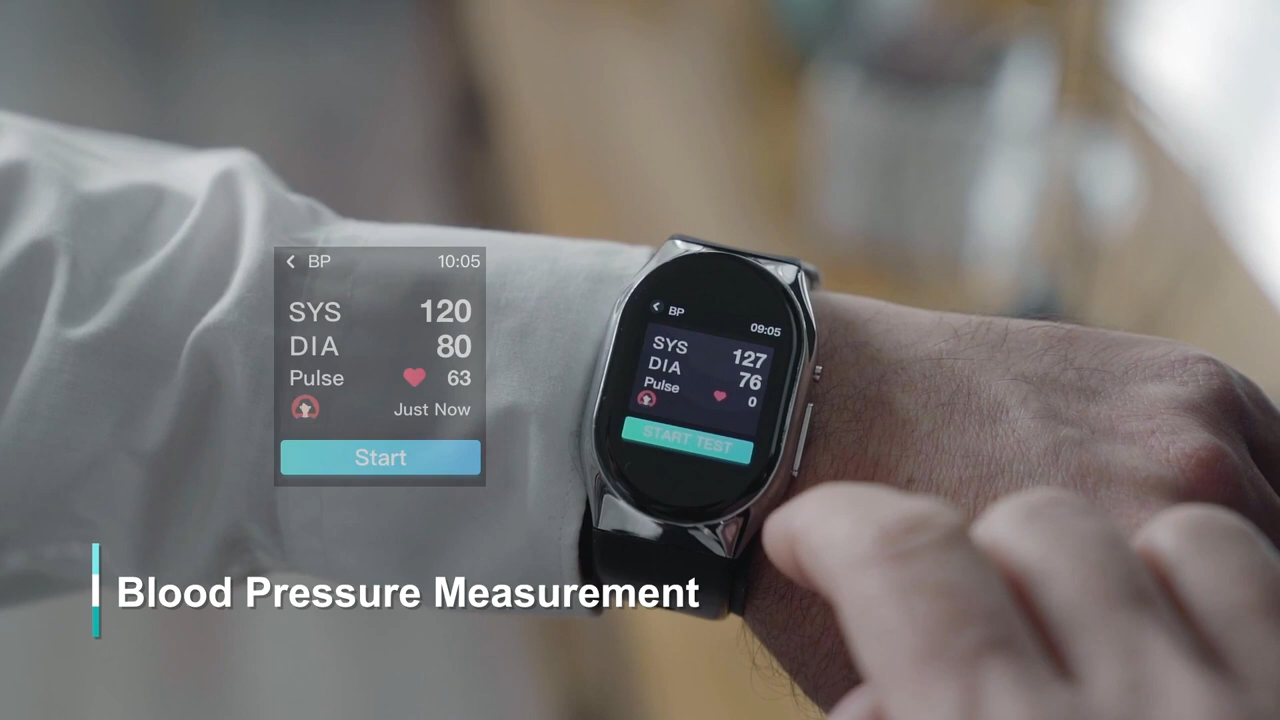 BP 10:05
SYS 120
DIA 80
Pulse 63
Just Now
Start
BP
09:05
SYS 127
DIA 76
Pulse 0
START TEST
Blood Pressure Measurement